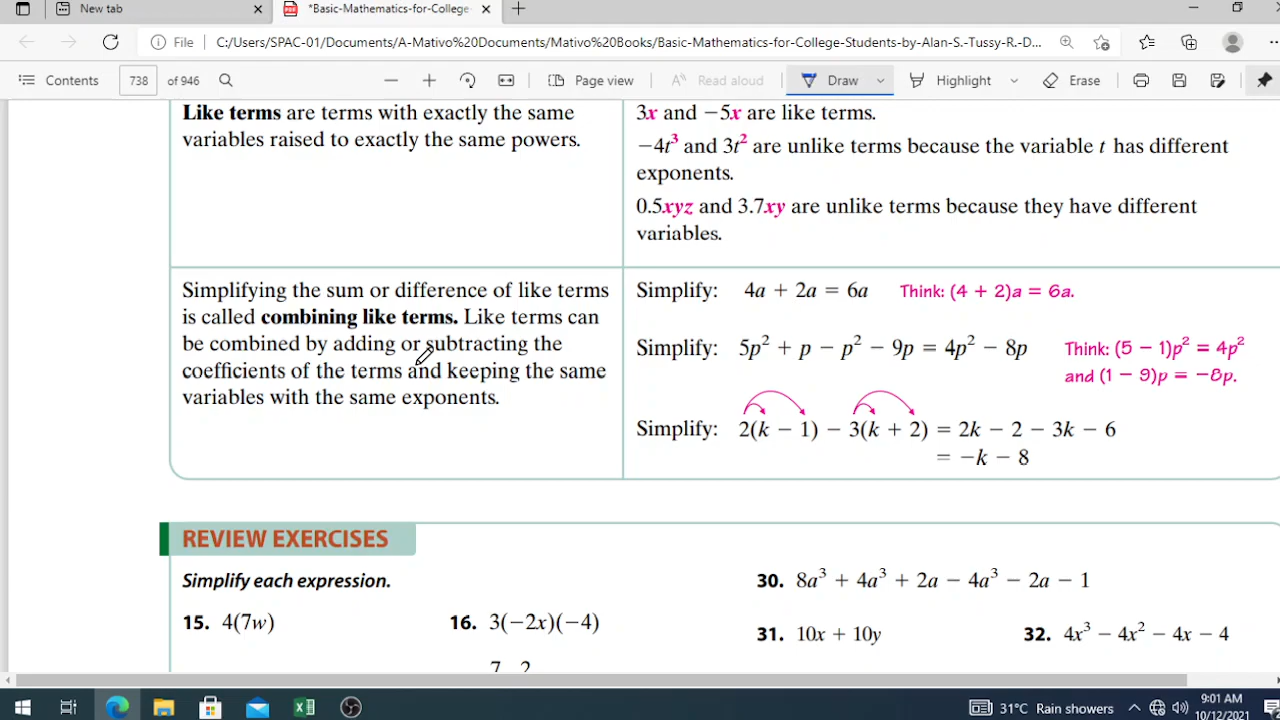 New tab
*Basic-Mathematics-for-College-
File
C:/Users/SPAC-01/Documents/A-Mativo%20Documents/Mativo%20Books/Basic-Mathematics-for-College-Students-by-Alan-S.-Tussy-R.-D...
Contents
738
of 946
Page view
Read aloud
Draw
Highlight
Erase
Like terms are terms with exactly the same
variables raised to exactly the same powers.
3x and −5x are like terms.
−4t³ and 3t² are unlike terms because the variable t has different
exponents.
0.5xyz and 3.7xy are unlike terms because they have different
variables.
Simplifying the sum or difference of like terms
is called combining like terms. Like terms can
be combined by adding or subtracting the
coefficients of the terms and keeping the same
variables with the same exponents.
Simplify: 4a + 2a = 6a Think: (4 + 2)a = 6a.
Simplify: 5p² + p − p² − 9p = 4p² − 8p Think: (5 − 1)p² = 4p²
and (1 − 9)p = −8p.
Simplify: 2(k − 1) − 3(k + 2) = 2k − 2 − 3k − 6
= −k − 8
REVIEW EXERCISES
Simplify each expression.
15. 4(7w)
16. 3(−2x)(−4)
7 2
30. 8a³ + 4a³ + 2a − 4a³ − 2a − 1
31. 10x + 10y
32. 4x³ − 4x² − 4x − 4
31°C Rain showers
9:01 AM
10/12/2021